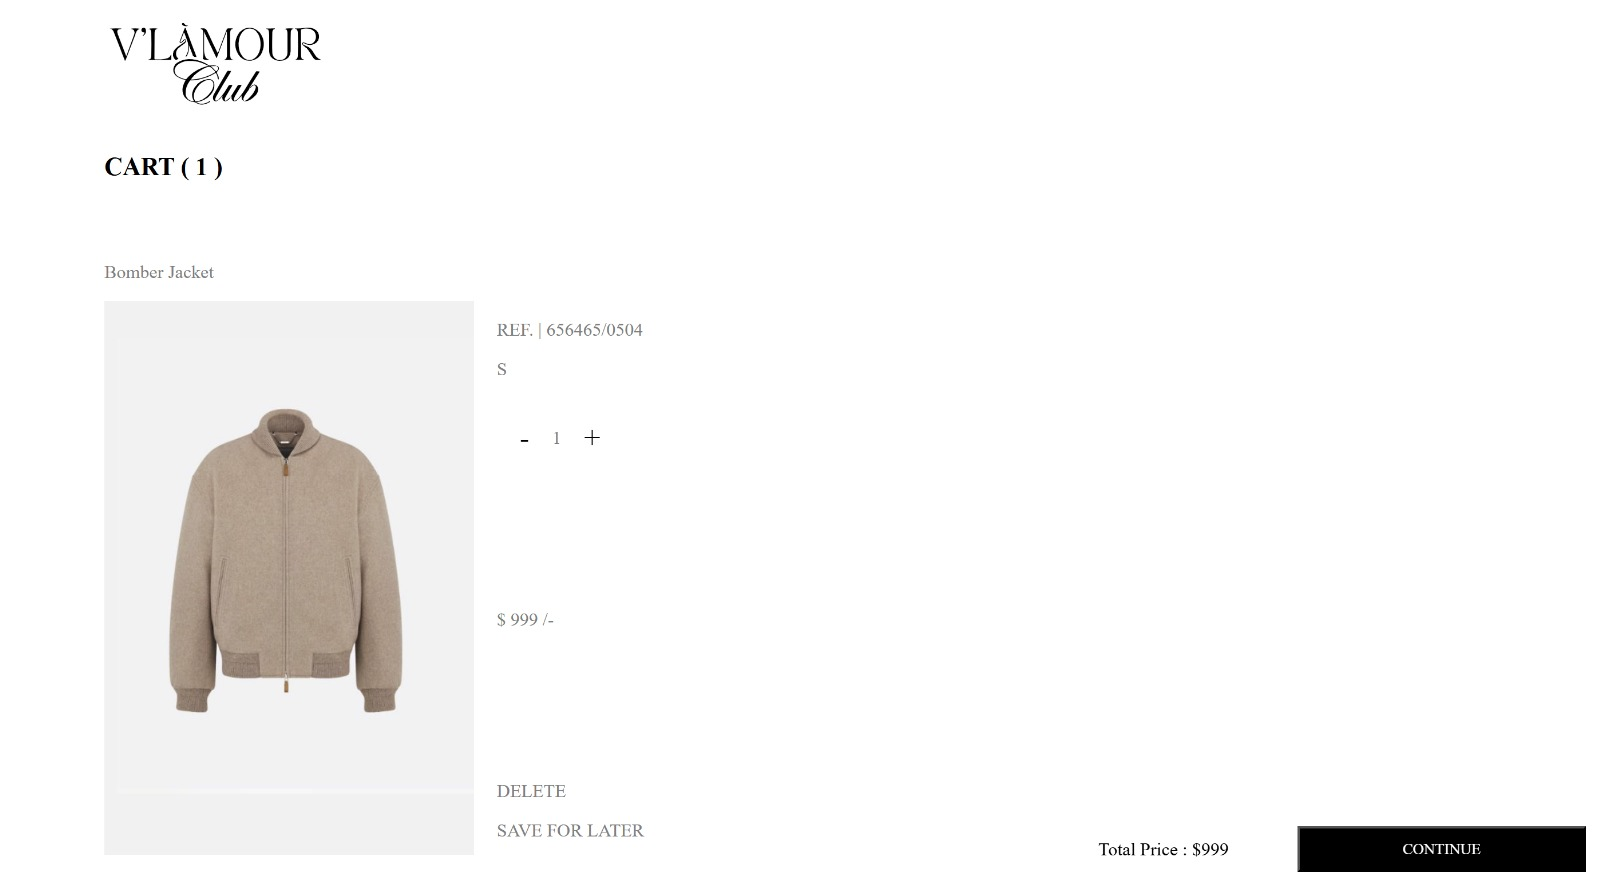 V'LÀMOUR
Club
CART ( 1 )
Bomber Jacket
REF. | 656465/0504
S
- 1 +
$ 999 /-
DELETE
SAVE FOR LATER
Total Price : $999
CONTINUE